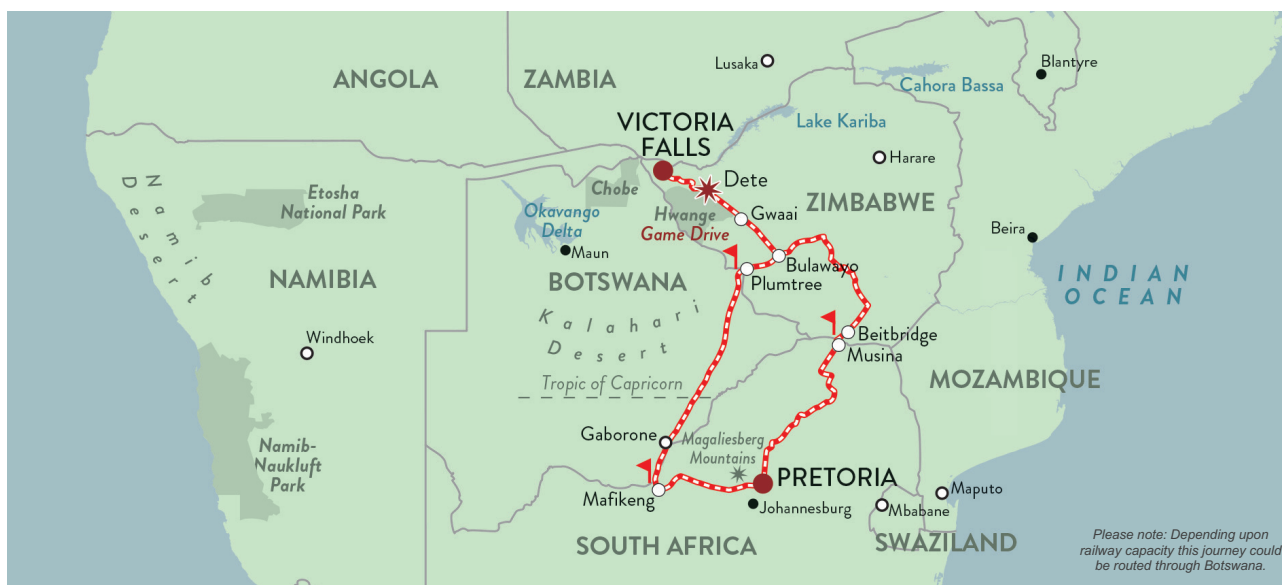 ANGOLA
ZAMBIA
Lusaka
Blantyre
Cahora Bassa
VICTORIA
FALLS
Lake Kariba
Harare
Namib
Desert
Etosha
National Park
Chobe
Dete
ZIMBABWE
Okavango
Delta
Hwange
Game Drive
Gwaai
Maun
Beira
NAMIBIA
BOTSWANA
Bulawayo
Plumtree
INDIAN
OCEAN
Kalahari
Desert
Windhoek
Beitbridge
Musina
Tropic of Capricorn
MOZAMBIQUE
Gaborone
Magaliesberg
Mountains
Namib-
Naukluft
Park
PRETORIA
Mafikeng
Johannesburg
Maputo
Mbabane
SOUTH AFRICA
SWAZILAND
Please note: Depending upon
railway capacity this journey could
be routed through Botswana.